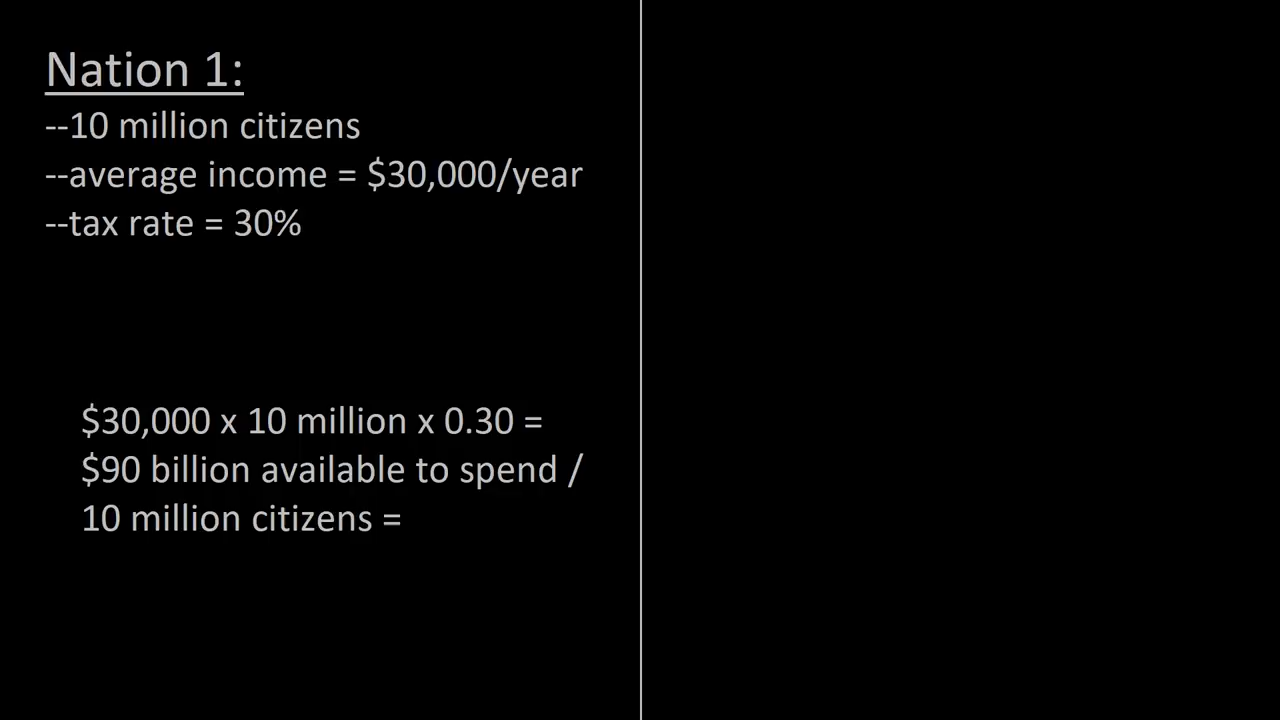 Nation 1:
--10 million citizens
--average income = $30,000/year
--tax rate = 30%
$30,000 x 10 million x 0.30 =
$90 billion available to spend /
10 million citizens =